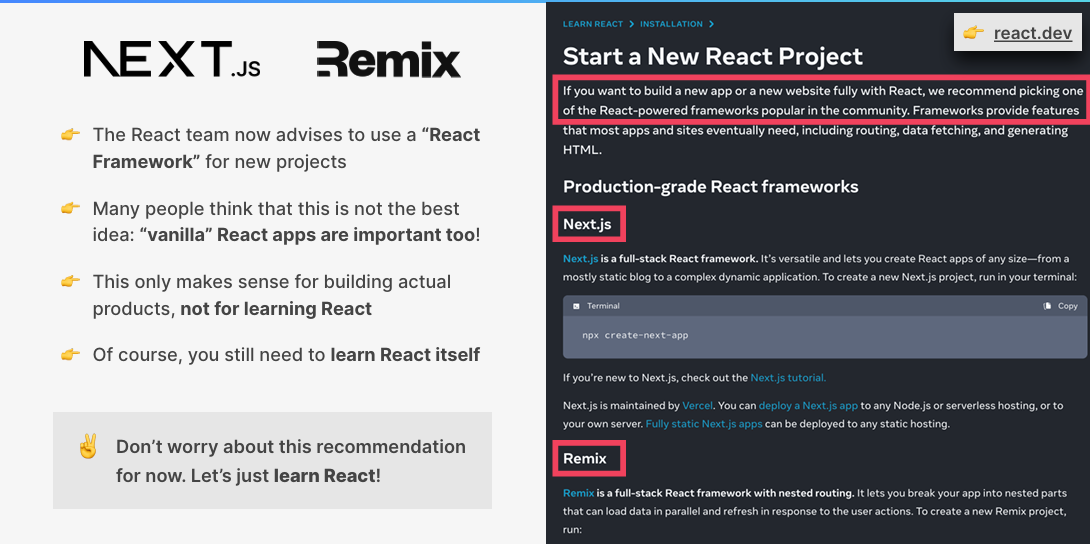 NEXT.JS
Remix
The React team now advises to use a “React
Framework” for new projects
Many people think that this is not the best
idea: “vanilla” React apps are important too!
This only makes sense for building actual
products, not for learning React
Of course, you still need to learn React itself
Don’t worry about this recommendation
for now. Let’s just learn React!
LEARN REACT > INSTALLATION >
react.dev
Start a New React Project
If you want to build a new app or a new website fully with React, we recommend picking one
of the React-powered frameworks popular in the community. Frameworks provide features
that most apps and sites eventually need, including routing, data fetching, and generating
HTML.
Production-grade React frameworks
Next.js
Next.js is a full-stack React framework. It’s versatile and lets you create React apps of any size—from a
mostly static blog to a complex dynamic application. To create a new Next.js project, run in your terminal:
Terminal
Copy
npx create-next-app
If you’re new to Next.js, check out the Next.js tutorial.
Next.js is maintained by Vercel. You can deploy a Next.js app to any Node.js or serverless hosting, or to
your own server. Fully static Next.js apps can be deployed to any static hosting.
Remix
Remix is a full-stack React framework with nested routing. It lets you break your app into nested parts
that can load data in parallel and refresh in response to the user actions. To create a new Remix project,
run: